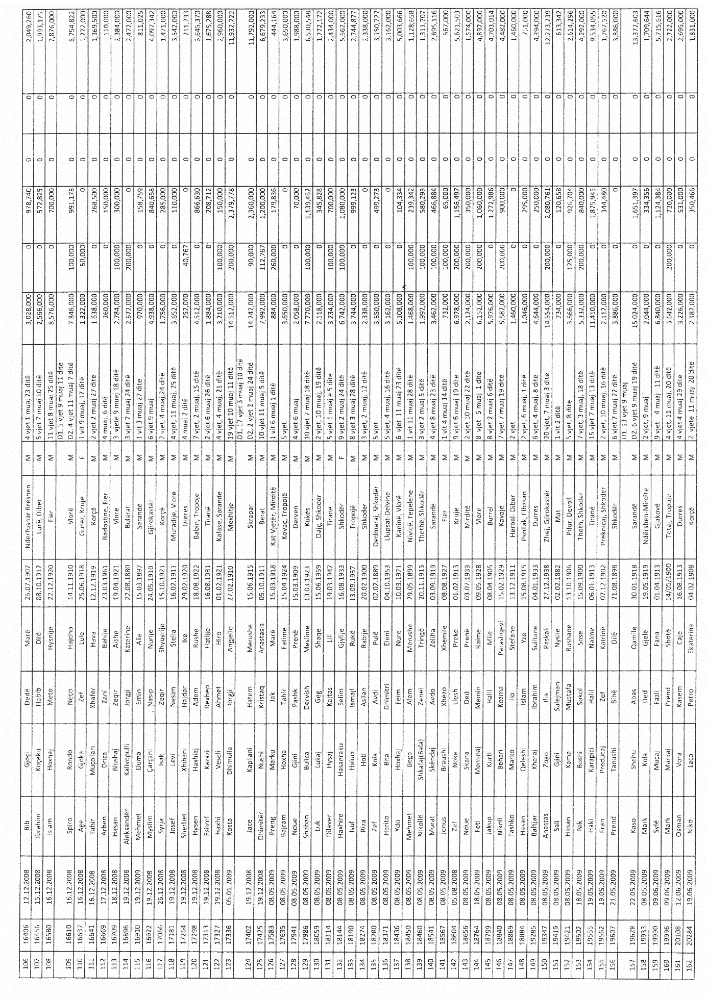 106 16406 12.12.2008 Bib Gjoçi Dedë Marë 25.07.1907 Nderfushar Rrëshen M 4 vjet 1 muaj 23 ditë 3,028,000 0 978,740 0 0 2,049,260
107 16456 15.12.2008 Ibrahim Koçeku Habib Dilë 08.10.1912 Lurë, Dibër M 5 vjet 7 muaj 10 ditë 2,566,000 0 572,825 0 0 1,993,175
108 16580 16.12.2008 Islam Hoxhaj Meto Hysnije 22.12.1920 Fier M 11 vjet 8 muaj 25 ditë 8,576,000 0 700,000 0 0 7,876,000
D1. 5 vjet 9 muaj 11 ditë
109 16610 16.12.2008 Spiro Rondo Neço Hajdho 14.11.1910 Vlorë M D2. 4 vjet 11 muaj 7 ditë 7,846,000 100,000 991,178 0 0 6,754,822
110 16637 16.12.2008 Age Gjoka Zef Lule 25.06.1918 Gurez, Kruje F 1 vit 9 muaj, 17 ditë 1,322,000 50,000 0 0 0 1,272,000
111 16641 16.12.2008 Tahir Muçollari Xhafer Hava 12.12.1919 Korçë M 2 vjet 2 muaj 27 ditë 1,638,000 0 268,500 0 0 1,369,500
112 16669 17.12.2008 Arben Driza Zani Behije 23.03.1961 Radostine, Fier M 4 muaj, 6 ditë 260,000 0 150,000 0 0 110,000
113 16709 18.12.2008 Hasan Blushaj Zeqir Aishe 19.04.1921 Vlore M 3 vjete 9 muaj 18 ditë 2,784,000 100,000 300,000 0 0 2,384,000
114 16896 19.12.2008 Aleksandër Kalivopulli Jorgji Katerine 22.08.1880 Bularat M 3 vjet 7 muaj 24 ditë 2,672,000 200,000 0 0 0 2,472,000
115 16910 19.12.2009 Mehmet Duma Emin Alie 15.03.1897 Sarandë M 1 vit 3 muaj 27 dite 970,000 0 158,759 0 0 811,025
116 16922 19.12.2008 Myslim Çarçani Nasip Nurije 24.05.1910 Gjirokastër M 6 vjet 9 muaj 4,938,000 0 840,658 0 0 4,097,342
117 17066 26.12.2008 Syrja Isak Zeqir Shyqyrije 15.10.1921 Korçë M 2 vjet, 4 muaj,24 ditë 1,756,000 0 285,000 0 0 1,471,000
118 17181 19.12.2008 Josef Levi Nesim Stella 16.02.1911 Muradije, Vlore M 4 vjet, 11 muaj, 25 ditë 3,652,000 0 110,000 0 0 3,542,000
119 17264 19.12.2008 Sherbet Xhihani Hajdar Ike 29.02.1920 Durrës M 4 muaj 2 ditë 252,000 40,767 0 0 0 211,233
120 17298 19.12.2008 Hysen Haxhiaj Adem Rushe 18.08.1922 Babin, Tropoje M 7 vjet, 2 muaj, 15 ditë 4,512,000 0 866,630 0 0 3,645,370
121 17313 19.12.2008 Eshref Kazazi Rexhep Hatije 16.08.1931 Tiranë M 2 vjet 6 muaj 26 ditë 1,884,000 0 208,712 0 0 1,675,288
122 17327 19.12.2008 Haxhi Veseli Ahmet Hiro 01.02.1921 Kalase, Sarande M 4 vjet, 4 muaj, 21 ditë 3,210,000 100,000 150,000 0 0 2,960,000
123 17336 05.01.2009 Kosta Dhimulla Jorgji Angjello 27.02.1910 Mexhitje M 19 vjet 10 muaj 11 ditë 14,512,000 200,000 2,379,778 0 0 11,932,222
D1. 17 vjet 3 muaj 10 ditë
124 17402 19.12.2008 Jace Kapllani Hatem Merushe 15.06.1915 Skrapar M D2, 2 vjet 2 muaj 24 ditë 14,242,000 90,000 2,360,000 0 0 11,792,000
125 17425 19.12.2008 Dhimitër Nushi Kristaq Anastasia 05.10.1911 Berat M 10 vjet 11 muaj 5 ditë 7,992,000 112,767 1,200,000 0 0 6,679,233
126 17583 08.05.2009 Preng Marku Jak Marë 15.03.1918 Kat Vjetër, Mirditë M 1 vit 6 muaj 1 ditë 884,000 260,000 179,836 0 0 444,164
127 17635 08.05.2009 Bajram Hoxha Tahir Fatime 15.04.1924 Kovaç, Tropojë M 5 vjet 3,650,000 0 0 0 0 3,650,000
128 17941 08.05.2009 Ndue Gjini Pashk Prenë 15.03.1909 Derven M 2 vjet 6 muaj 2,058,000 0 70,000 0 0 1,988,000
129 17986 08.05.2009 Shaban Bulica Dervish Meslime 13.03.1923 Kukës M 10 vjet 7 muaj 18 ditë 7,770,000 100,000 1,139,452 0 0 6,530,548
130 18059 08.05.2009 Luk Lukaj Geg Shaqe 15.06.1959 Dajç, Shkoder M 2 vjet, 10 muaj, 19 ditë 2,118,000 0 345,828 0 0 1,772,172
131 18114 08.05.2009 Dilaver Hysaj Kajtas Lili 19.03.1947 Tirane M 5 vjet 1 muaj e 5 dite 3,234,000 100,000 700,000 0 0 2,434,000
132 18144 08.05.2009 Haxhire Hasanraku Selim Gjylije 16.08.1933 Shkodër F 9 vjet 2 muaj 24 ditë 6,742,000 100,000 1,080,000 0 0 5,562,000
133 18190 08.05.2009 Isuf Haluci Ismajl Rukë 13.09.1957 Tropojë M 8 vjet 3 muaj 28 ditë 3,744,000 0 999,123 0 0 2,744,877
134 18274 08.05.2009 Riza Hoti Asllan Rabije 20.02.1900 Shkoder M 3 vjet, 2 muaj, 12 ditë 2,338,000 0 0 0 0 2,338,000
135 18280 08.05.2009 Zef Kola Avdi Pulë 02.02.1889 Dedmaraj, Shkodër M 5 vjet 3,650,000 0 499,273 0 0 3,150,727
136 18371 08.05.2009 Harito Bita Dhimitri Eleni 04.10.1953 Llupsat-Delvine M 5 vjet, 4 muaj, 16 ditë 3,162,000 0 0 0 0 3,162,000
137 18436 08.05.2009 Ydo Hoxhaj Feim Nure 10.03.1921 Kaninë, Vlorë M 6 vjet 11 muaj 23 ditë 5,108,000 0 104,334 0 0 5,003,666
138 18450 08.05.2009 Mehmet Bega Alem Merushe 29.05.1899 Nivicë, Tepelene M 1 vit 11 muaj 28 ditë 1,468,000 100,000 239,342 0 0 1,128,658
139 18460 08.05.2009 Nikollë Shkafaj(Bala) Zenel Tringë 20.11.1915 Thethë, Shkodër M 3 vjet 2 muaj 5 ditë 1,992,000 100,000 580,293 0 0 1,311,707
140 18541 08.05.2009 Murat Skëndaj Avdo Zeliha 03.09.1919 Sarandë M 4 vjet 8 muaj 23 ditë 3,462,000 100,000 466,884 0 0 2,895,116
141 18567 08.05.2009 Jonus Braushi Xhezo Xhemile 08.08.1927 Fier M 1 vit 4 muaj 14 ditë 732,000 100,000 65,000 0 0 567,000
142 18604 05.08.2008 Zef Noka Llesh Preke 01.02.1913 Kruje M 9 vjet 6 muaj 19 dite 6,978,000 200,000 1,156,497 0 0 5,621,503
143 18656 08.05.2009 Ndue Skana Ded Prenë 03.07.1933 Mirditë M 2 vjet 10 muaj 22 ditë 2,124,000 200,000 350,000 0 0 1,574,000
144 18764 18.05.2009 Feti Meminaj Memin Raime 09.05.1928 Vlore M 8 vjet 5 muaj 1 dite 6,152,000 200,000 1,060,000 0 0 4,892,000
145 18799 08.05.2009 Jakup Kurti Halil Mile 08.04.1905 Burrel M 8 vjet 2 muaj 6 ditë 5,976,000 0 1,272,986 0 0 4,703,014
146 18840 08.05.2009 Nikoll Behari Kozma Parashqevi 15.02.1929 Kavajë M 7 vjet 7 muaj 19 ditë 5,582,000 200,000 900,000 0 0 4,482,000
147 18869 08.05.2009 Tashko Marko Ilo Stefane 13.12.1911 Herbel- Diber M 2 vjet 1,460,000 0 0 0 0 1,460,000
148 18884 08.05.2009 Hasan Qeleshi Islam Yze 15.08.1915 Psollak, Elbasan M 2 vjet, 6 muaj, 1 ditë 1,046,000 0 295,000 0 0 751,000
149 19285 08.05.2009 Baftjar Xheraj Ibrahim Sultane 04.01.1933 Durres M 6 vjet, 4 muaj, 8 ditë 4,644,000 0 250,000 0 0 4,394,000
150 19347 08.05.2009 Anastas Zogo Ilia Paskali 27.12.1938 Zhej, Gjirokastër M 20 vjet, 7 muaj 3 dite 14,554,000 200,000 2,080,761 0 0 12,273,239
151 19419 08.05.2009 Sali Gjini Sulejman Nyslie 02.02.1882 Mat M 1 vit 2 ditë 734,000 0 120,658 0 0 613,342
152 19421 08.05.2009 Hasan Xama Mustafa Rushane 13.10.1906 Pilur, Devoll M 5 vjet, 8 dite 3,666,000 125,000 926,704 0 0 2,614,296
153 19502 18.05.2009 Nik Boshi Sokol Sose 15.09.1900 Theth, Shkoder M 7 vjet, 3 muaj, 18 ditë 5,332,000 200,000 840,000 0 0 4,292,000
154 19555 19.05.2009 Haki Karapici Halil Naime 06.01.1913 Tiranë M 15 vjet 7 muaj 13 ditë 11,410,000 0 1,875,945 0 0 9,534,055
155 19562 19.05.2009 Fran Preducaj Zef Katrinë 07.12.1902 Preknicaj, Shkoder M 2 vjet, 10 muaj, 16 ditë 2,112,000 0 344,480 0 0 1,767,520
156 19607 21.05.2009 Prend Tanushi Bibë Dilë 21.08.1898 Shkodër M 6 vjet 7 muaj 22 ditë 3,886,000 0 0 0 0 3,886,000
D1. 13 vjet 9 muaj
157 19628 22.05.2009 Kaso Shehu Abas Qamile 30.01.1918 Sarandë M D2. 6 vjet 9 muaj 19 ditë 15,024,000 0 1,651,397 0 0 13,372,603
158 19933 08.05.2009 Mark Kola Ded Gjelë 19.05.1919 Ndërshen-Mirdite M 2 vjet, 9 muaj 2,044,000 0 334,356 0 0 1,709,644
159 19990 09.06.2009 Sylë Muçaj Fazli Fana 01.04.1913 Gjakovë M 9 vjet 4 muaj 11 ditë 6,840,000 0 1,124,384 0 0 5,715,616
160 19996 09.06.2009 Mark Markaj Prënd Shotë 14/05/1900 Tetaj, Tropoje M 4 vjet, 11 muaj, 20 ditë 3,642,000 200,000 720,000 0 0 2,722,000
161 20108 12.06.2009 Osman Vora Kasem Caje 16.08.1913 Durres M 4 vjet 4 muaj 29 dite 3,226,000 0 531,000 0 0 2,695,000
162 20284 19.06.2009 Niko Laço Petro Ekaterina 04.02.1908 Korçë M 2 vjete 11 muaj 20 ditë 2,182,000 0 350,466 0 0 1,831,000